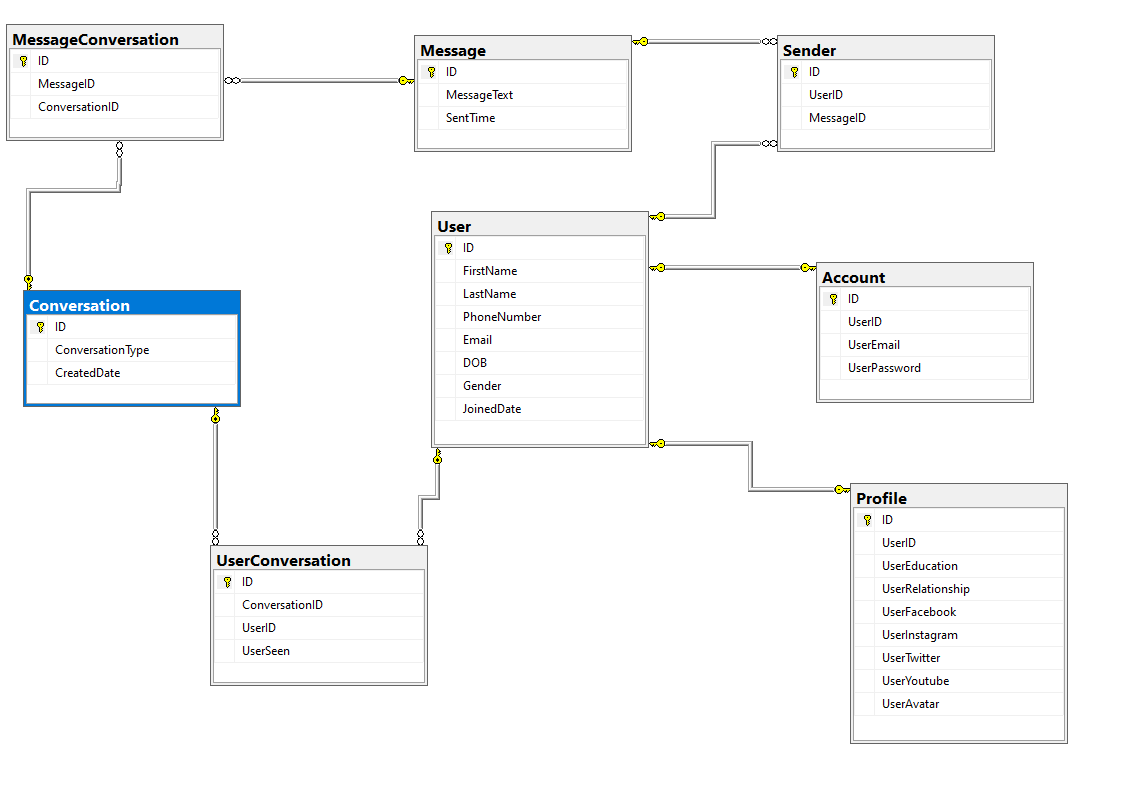 MessageConversation
ID
MessageID
ConversationID
Message
ID
MessageText
SentTime
Sender
ID
UserID
MessageID
User
ID
FirstName
LastName
PhoneNumber
Email
DOB
Gender
JoinedDate
Account
ID
UserID
UserEmail
UserPassword
Conversation
ID
ConversationType
CreatedDate
Profile
ID
UserID
UserEducation
UserRelationship
UserFacebook
UserInstagram
UserTwitter
UserYoutube
UserAvatar
UserConversation
ID
ConversationID
UserID
UserSeen